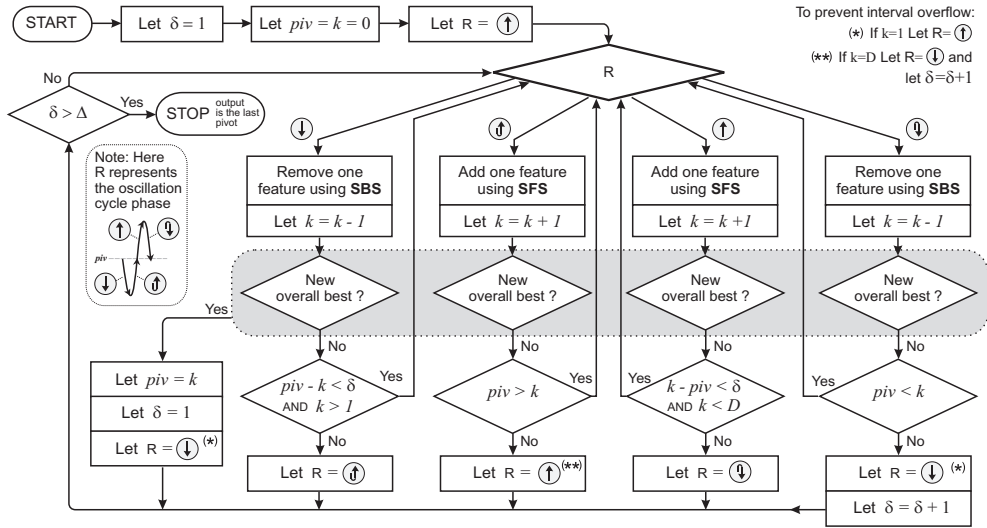 START
Let δ = 1
Let piv = k = 0
Let R = ↑
To prevent interval overflow:
(*) If k=1 Let R= ↑
(**) If k=D Let R= ↓ and
let δ=δ+1
R
No
δ > Δ
Yes
STOP output
is the last
pivot
Note: Here
R represents
the oscillation
cycle phase
piv
Remove one
feature using SBS
Let k = k - 1
Add one feature
using SFS
Let k = k + 1
Add one feature
using SFS
Let k = k +1
Remove one
feature using SBS
Let k = k - 1
New
overall best ?
New
overall best ?
New
overall best ?
New
overall best ?
Yes
No
No
No
No
Let piv = k
Let δ = 1
Let R = ↓ (*)
piv - k < δ
AND k > 1
Yes
piv > k
Yes
k - piv < δ
AND k < D
Yes
piv < k
Yes
No
No
No
No
Let R =
Let R = ↑ (**)
Let R =
Let R = ↓ (*)
Let δ = δ + 1